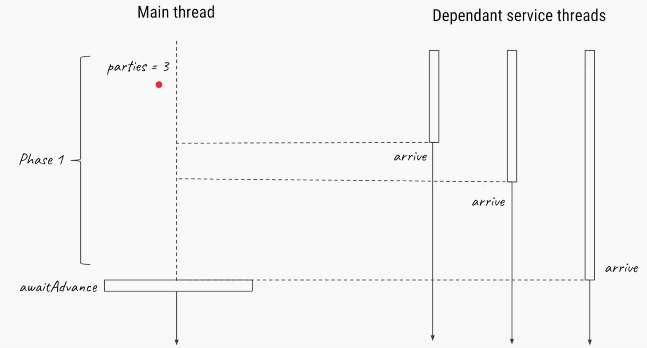 Main thread
Dependant service threads
parties = 3
Phase 1
arrive
arrive
arrive
awaitAdvance